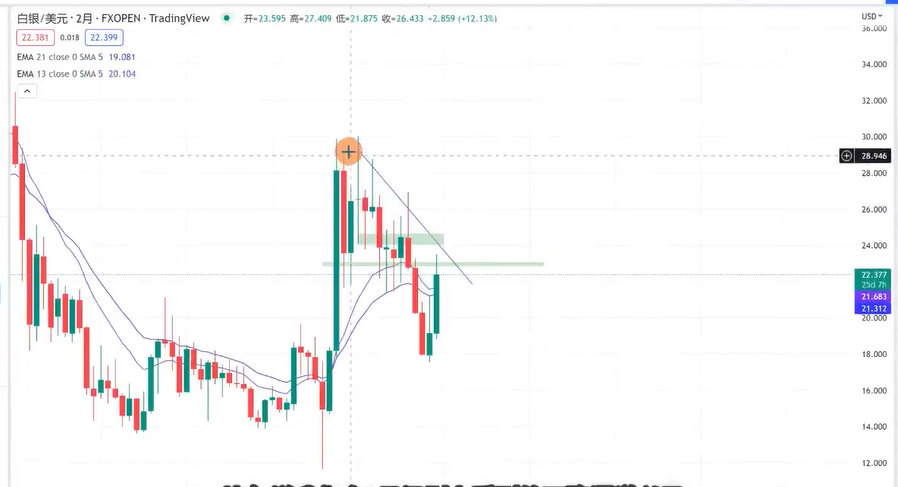 白银/美元 · 2月 · FXOPEN · TradingView 开=23.595 高=27.409 低=21.875 收=26.433 +2.859 (+12.13%)
USD
22.381 0.018 22.399
EMA 21 close 0 SMA 5 19.081
EMA 13 close 0 SMA 5 20.104
36.000
34.000
32.000
30.000
28.946
28.000
26.000
24.000
22.377
25d 7h
21.683
21.312
20.000
18.000
16.000
14.000
12.000